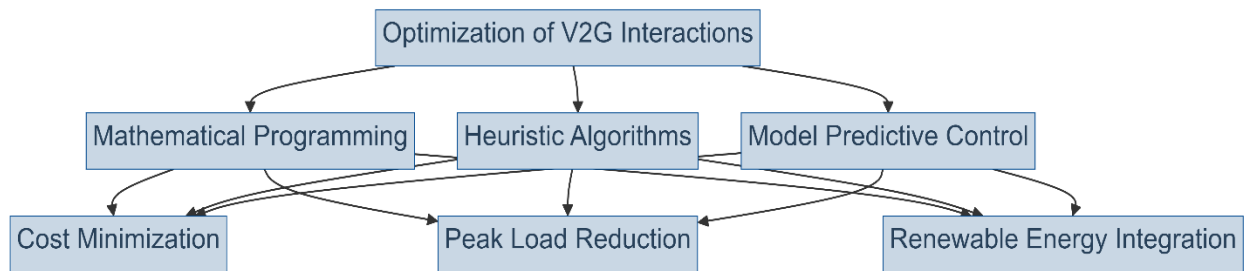 Optimization of V2G Interactions
Mathematical Programming
Heuristic Algorithms
Model Predictive Control
Cost Minimization
Peak Load Reduction
Renewable Energy Integration